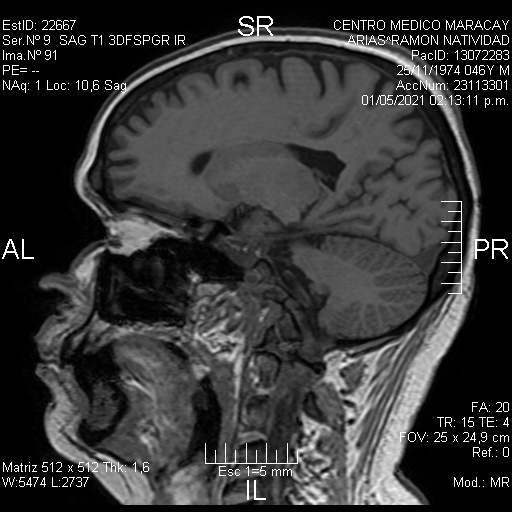 EstID: 22667
Ser.Nº 9 SAG T1 3DFSPGR IR
Ima.Nº 91
PE= --
NAq: 1 Loc: 10,6 Sag
SR
CENTRO MEDICO MARACAY
ARIAS^RAMON NATIVIDAD
PacID: 13072283
25/11/1974 046Y M
AccNum: 23113301
01/05/2021 02:13:11 p.m.
AL
PR
FA: 20
TR: 15 TE: 4
FOV: 25 x 24,9 cm
Ref.: 0
Mod.: MR
Matriz 512 x 512 Thk: 1,6
W:5474 L:2737
Esc 1=5 mm
IL